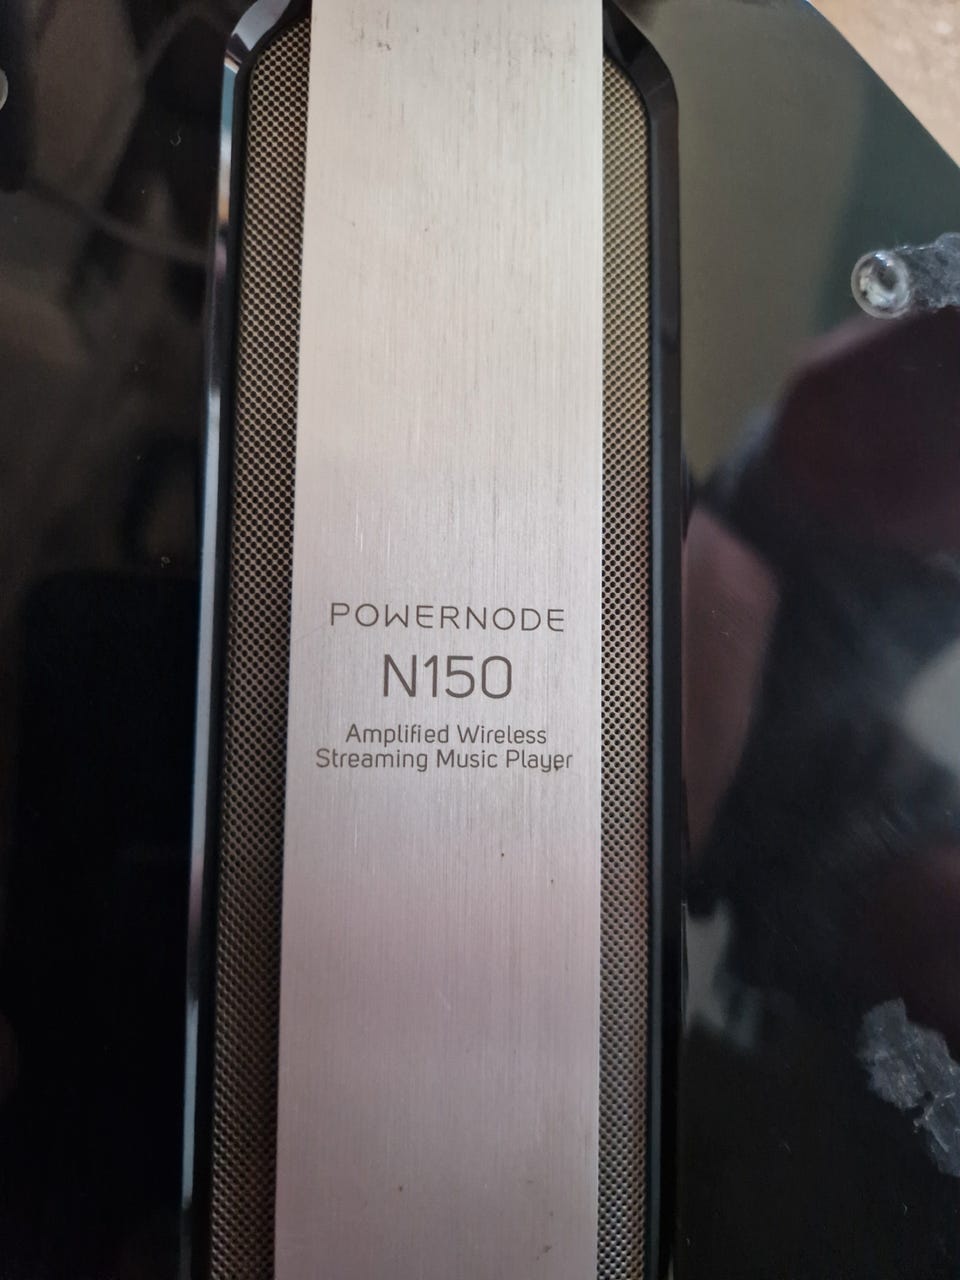 POWERNODE
N150
Amplified Wireless
Streaming Music Player